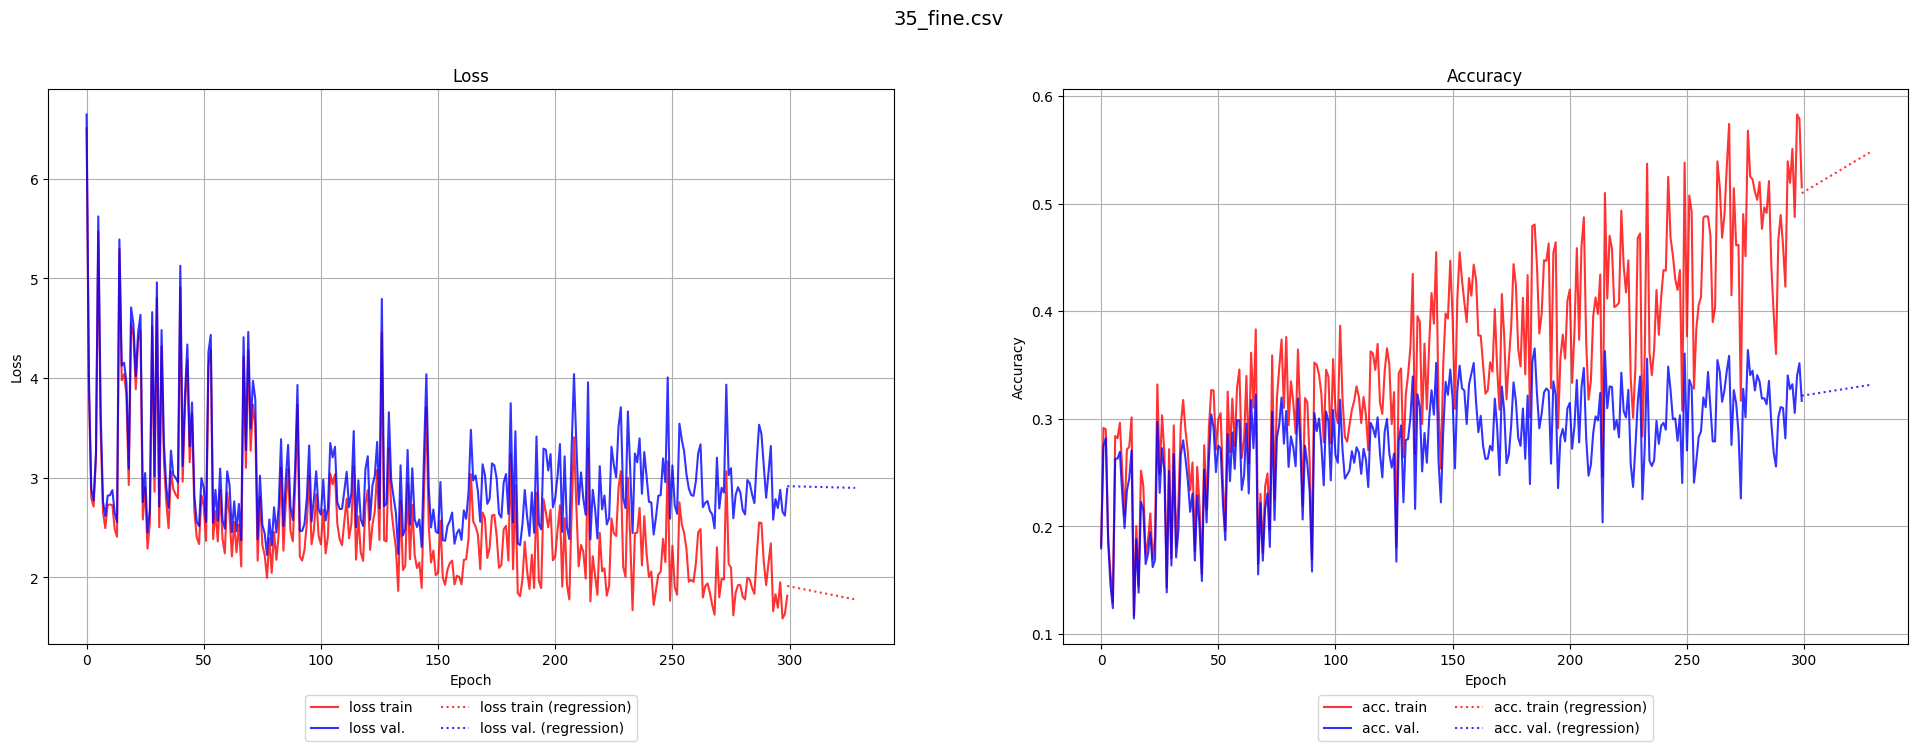 35_fine.csv
Loss
Loss
6
5
4
3
2
0 50 100 150 200 250 300
Epoch
loss train
loss val.
loss train (regression)
loss val. (regression)
Accuracy
Accuracy
0.6
0.5
0.4
0.3
0.2
0.1
0 50 100 150 200 250 300
Epoch
acc. train
acc. val.
acc. train (regression)
acc. val. (regression)